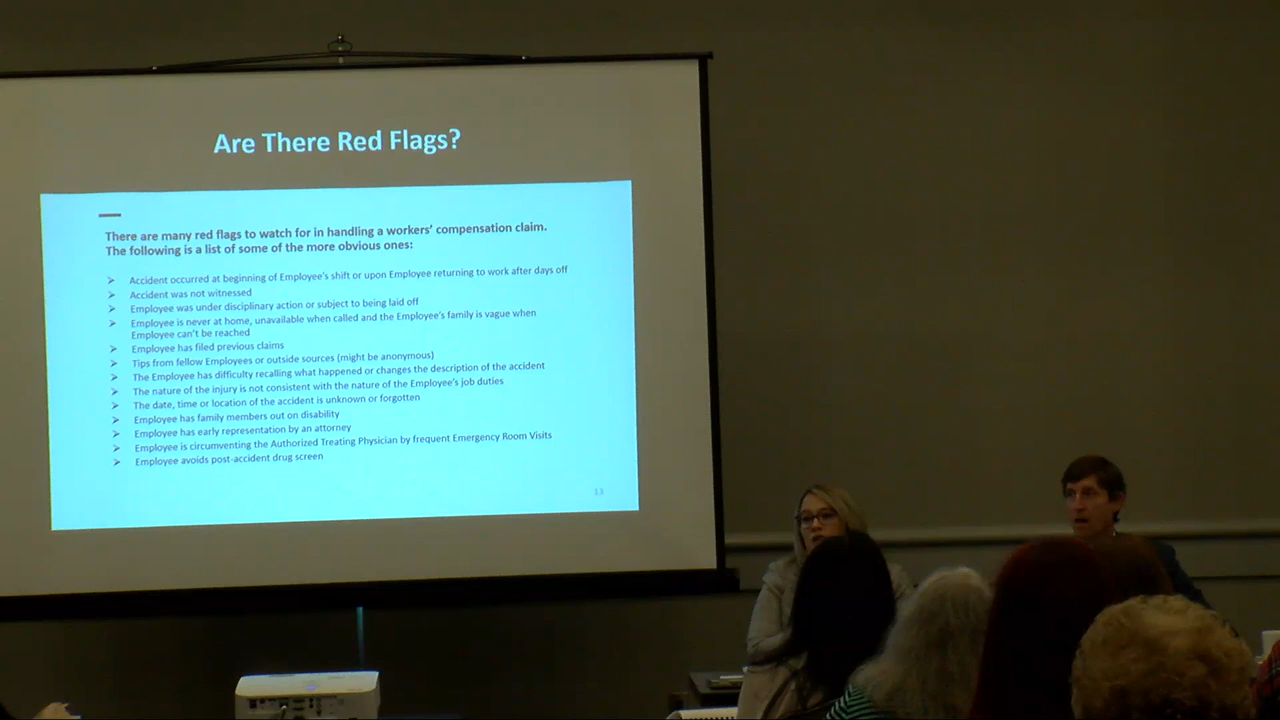 Are There Red Flags?
There are many red flags to watch for in handling a workers' compensation claim.
The following is a list of some of the more obvious ones:
Accident occurred at beginning of Employee's shift or upon Employee returning to work after days off
Accident was not witnessed
Employee was under disciplinary action or subject to being laid off
Employee is never at home, unavailable when called and the Employee's family is vague when
Employee can't be reached
Employee has filed previous claims
Tips from fellow Employees or outside sources (might be anonymous)
The Employee has difficulty recalling what happened or changes the description of the accident
The nature of the injury is not consistent with the nature of the Employee's job duties
The date, time or location of the accident is unknown or forgotten
Employee has family members out on disability
Employee has early representation by an attorney
Employee is circumventing the Authorized Treating Physician by frequent Emergency Room Visits
Employee avoids post-accident drug screen
13